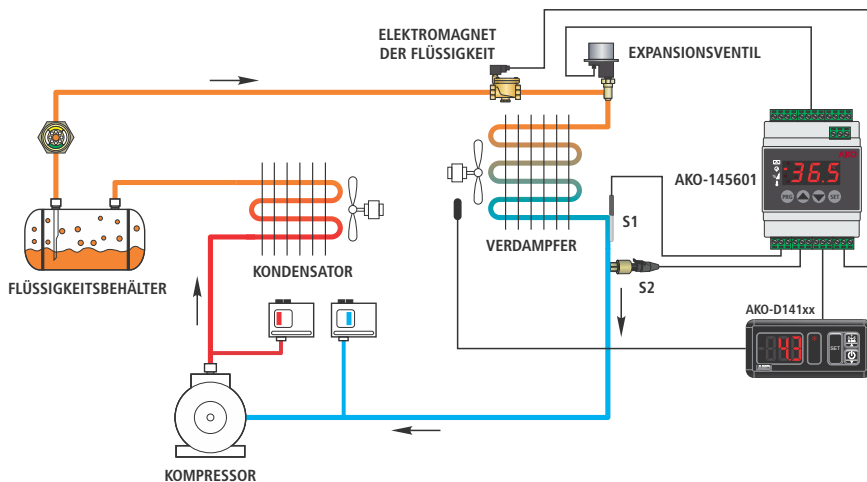 ELEKTROMAGNET
DER FLÜSSIGKEIT
EXPANSIONSVENTIL
AKO-145601
AKO
36.5
PRG
SET
S1
VERDAMPFER
S2
KONDENSATOR
FLÜSSIGKEITSBEHÄLTER
AKO-D141xx
4.3
SET
KOMPRESSOR